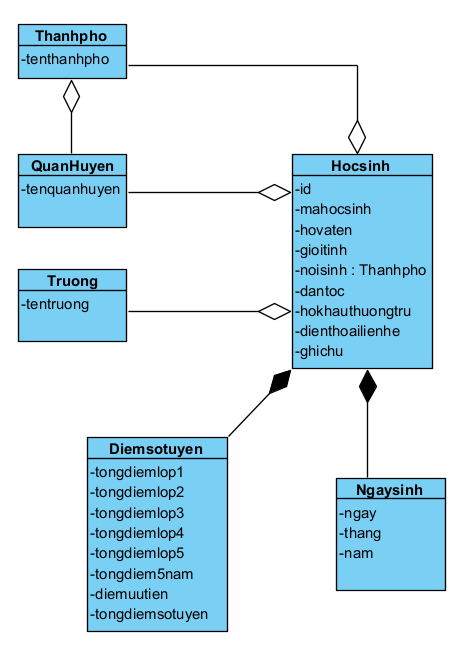 Thanhpho
-tenthanhpho
QuanHuyen
-tenquanhuyen
Hocsinh
-id
-mahocsinh
-hovaten
-gioitinh
-noisinh : Thanhpho
-dantoc
-hokhauthuongtru
-dienthoailienhe
-ghichu
Truong
-tentruong
Diemsotuyen
-tongdiemlop1
-tongdiemlop2
-tongdiemlop3
-tongdiemlop4
-tongdiemlop5
-tongdiem5nam
-diemuutien
-tongdiemsotuyen
Ngaysinh
-ngay
-thang
-nam